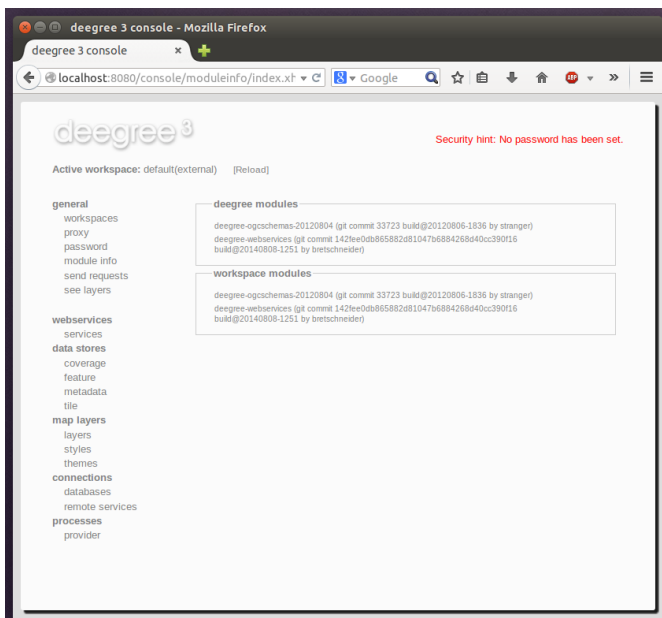 deegree 3 console - Mozilla Firefox
deegree 3 console
localhost:8080/console/moduleinfo/index.xh
Google
ABP
deegree 3
Security hint: No password has been set.
Active workspace: default(external) [Reload]
general
workspaces
proxy
password
module info
send requests
see layers
webservices
services
data stores
coverage
feature
metadata
tile
map layers
layers
styles
themes
connections
databases
remote services
processes
provider
deegree modules
deegree-ogcschemas-20120804 (git commit 33723 build@20120806-1836 by stranger)
deegree-webservices (git commit 142fee0db865882d81047b6884268d40cc390f16
build@20140808-1251 by bretschneider)
workspace modules
deegree-ogcschemas-20120804 (git commit 33723 build@20120806-1836 by stranger)
deegree-webservices (git commit 142fee0db865882d81047b6884268d40cc390f16
build@20140808-1251 by bretschneider)